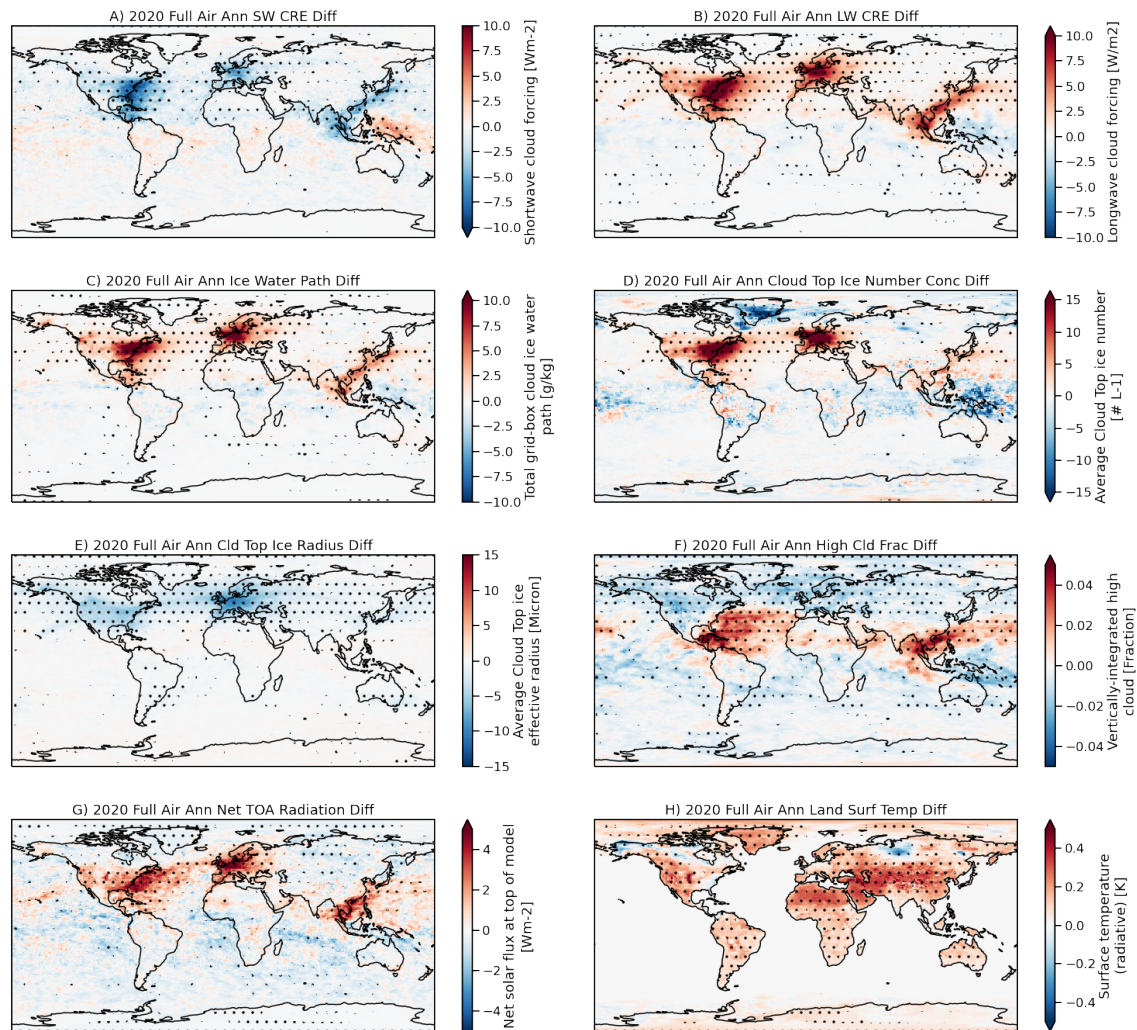 A) 2020 Full Air Ann SW CRE Diff
10.0
7.5
5.0
2.5
0.0
−2.5
−5.0
−7.5
−10.0
Shortwave cloud forcing [Wm-2]
B) 2020 Full Air Ann LW CRE Diff
10.0
7.5
5.0
2.5
0.0
−2.5
−5.0
−7.5
−10.0
Longwave cloud forcing [W/m2]
C) 2020 Full Air Ann Ice Water Path Diff
10.0
7.5
5.0
2.5
0.0
−2.5
−5.0
−7.5
−10.0
Total grid-box cloud ice water
path [g/kg]
D) 2020 Full Air Ann Cloud Top Ice Number Conc Diff
15
10
5
0
−5
−10
−15
Average Cloud Top ice number
[# L-1]
E) 2020 Full Air Ann Cld Top Ice Radius Diff
15
10
5
0
−5
−10
−15
Average Cloud Top ice
effective radius [Micron]
F) 2020 Full Air Ann High Cld Frac Diff
0.04
0.02
0.00
−0.02
−0.04
Vertically-integrated high
cloud [Fraction]
G) 2020 Full Air Ann Net TOA Radiation Diff
4
2
0
−2
−4
Net solar flux at top of model
[Wm-2]
H) 2020 Full Air Ann Land Surf Temp Diff
0.4
0.2
0.0
−0.2
−0.4
Surface temperature
(radiative) [K]